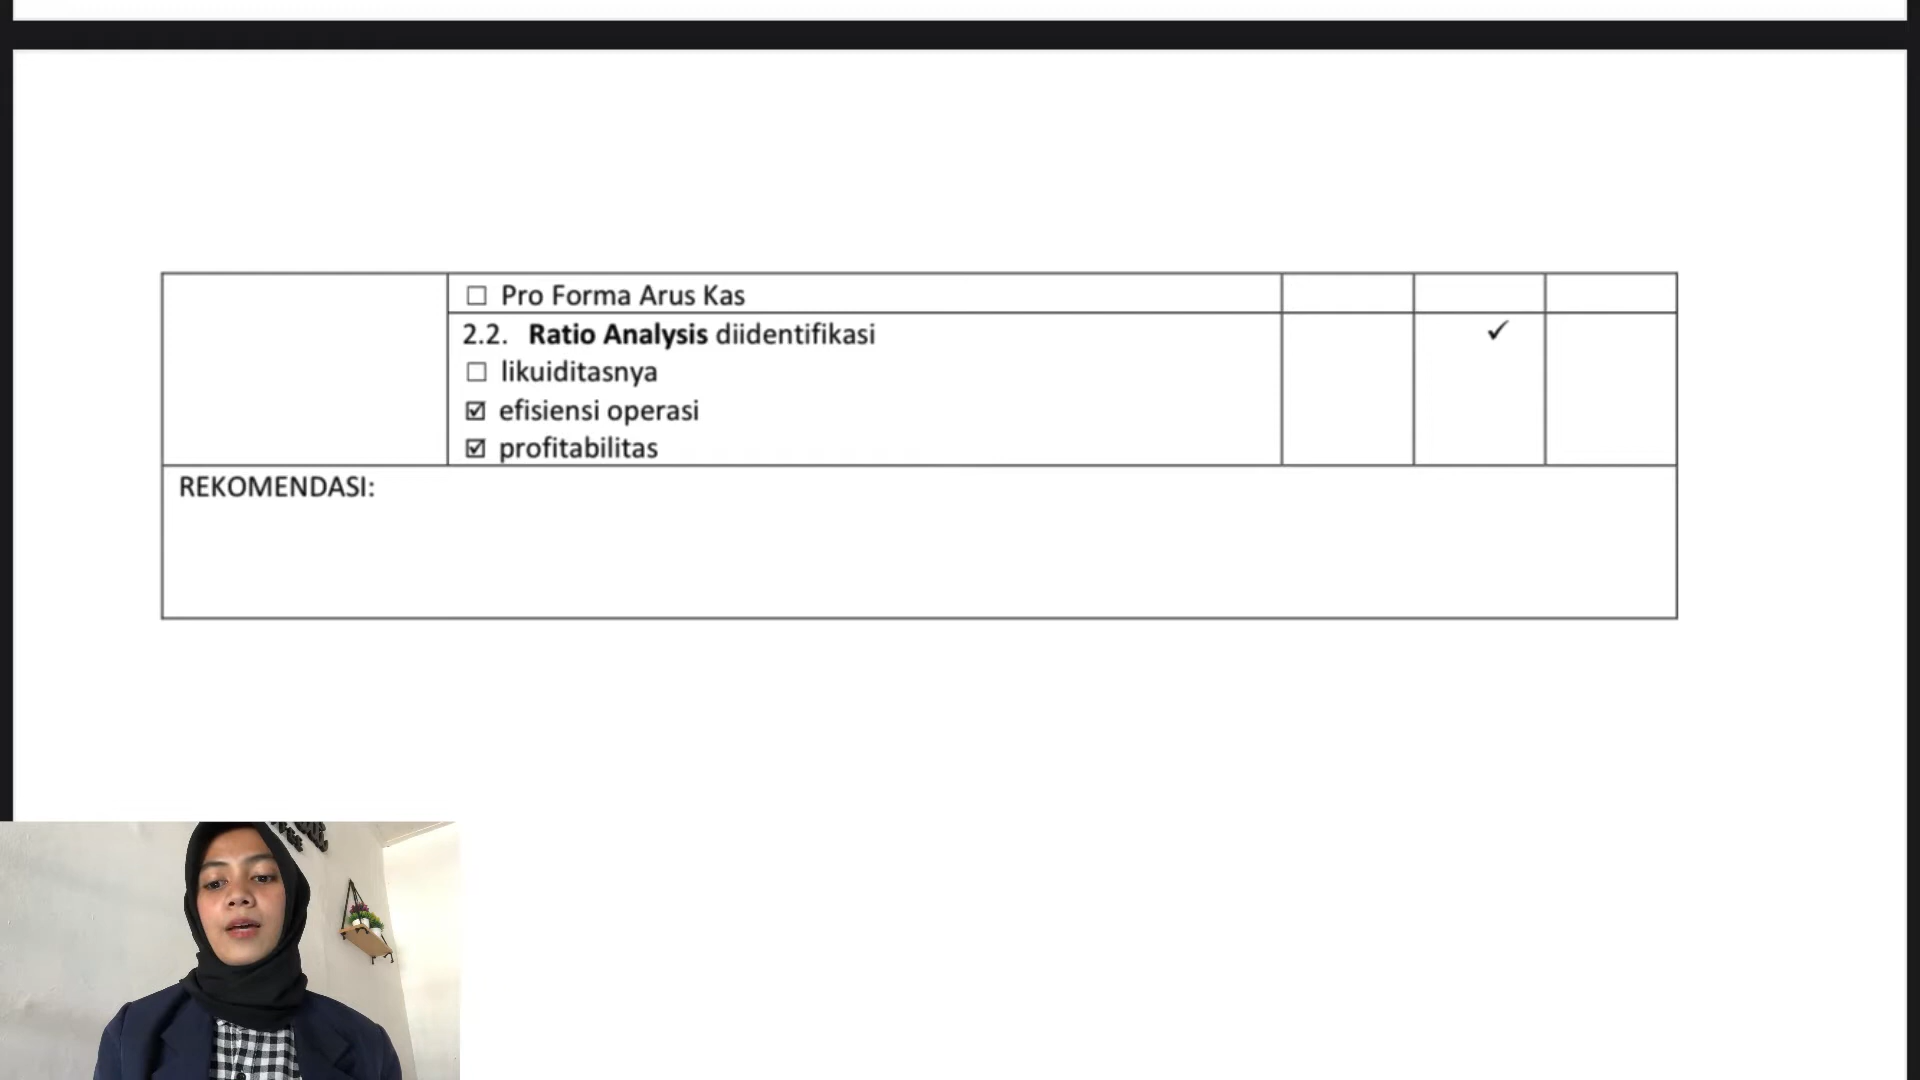 ☐ Pro Forma Arus Kas
2.2. Ratio Analysis diidentifikasi ✓
☐ likuiditasnya
☑ efisiensi operasi
☑ profitabilitas
REKOMENDASI: